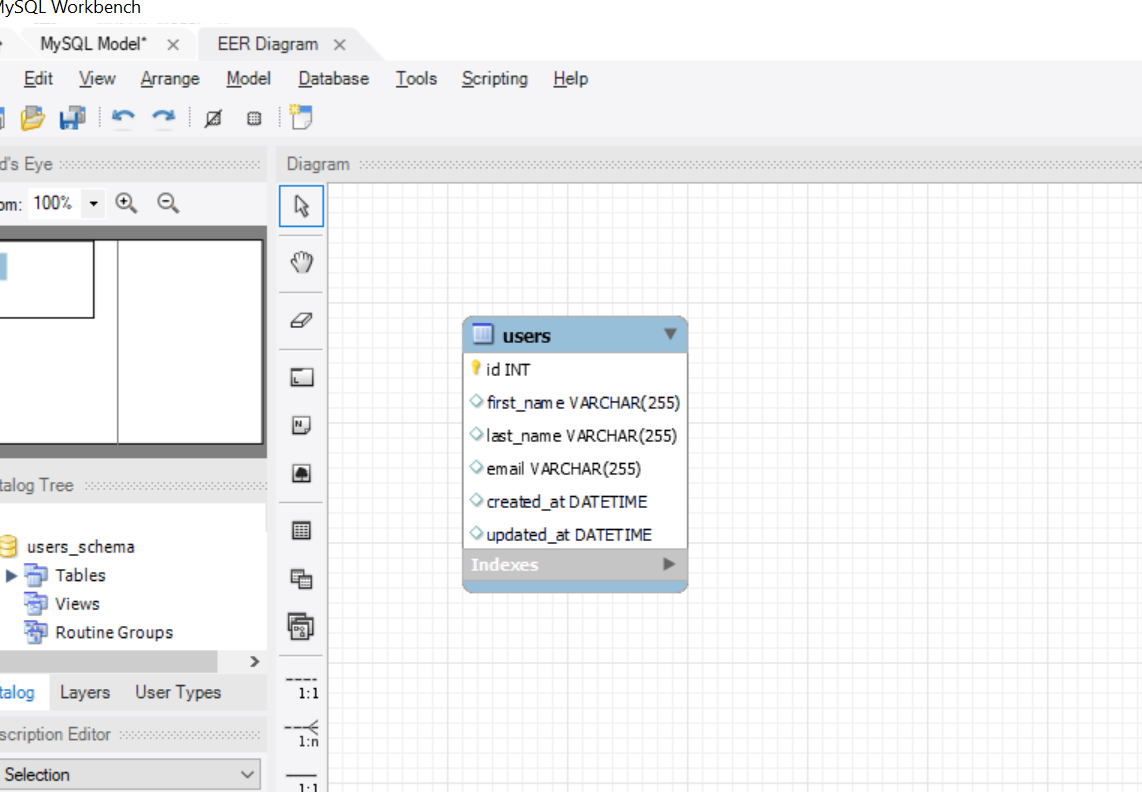 MySQL Workbench
MySQL Model*
EER Diagram
Edit View Arrange Model Database Tools Scripting Help
d's Eye
om: 100%
Diagram
users
id INT
first_name VARCHAR(255)
last_name VARCHAR(255)
email VARCHAR(255)
created_at DATETIME
updated_at DATETIME
Indexes
talog Tree
users_schema
Tables
Views
Routine Groups
talog Layers User Types
scription Editor
Selection
1:1
1:n
1:1